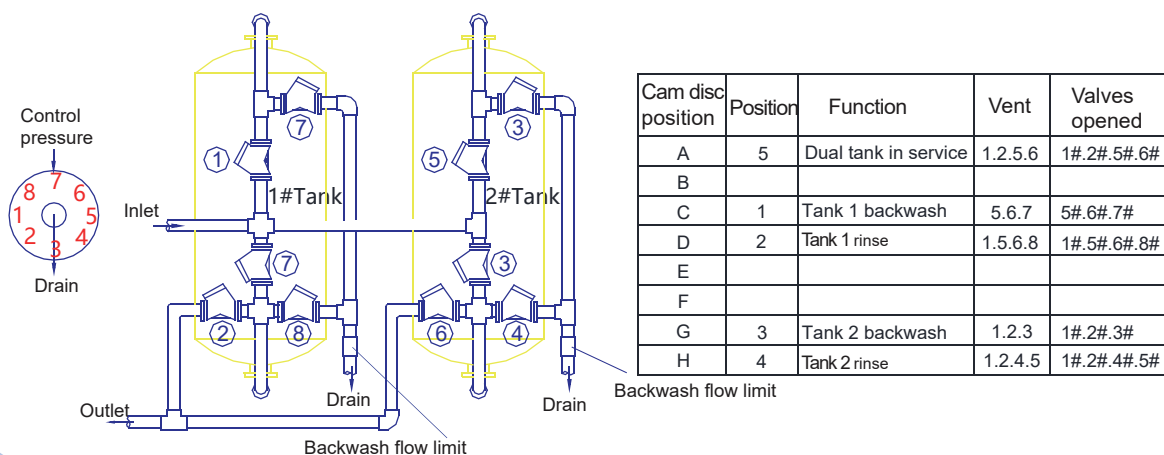 Control
pressure
7
8
6
1
5
2
4
3
Drain
Inlet
Outlet
7
1
1#Tank
7
2
8
Drain
Backwash flow limit
3
5
2#Tank
3
6
4
Drain
Backwash flow limit
Cam disc position Position Function Vent Valves opened
A 5 Dual tank in service 1.2.5.6 1#.2#.5#.6#
B
C 1 Tank 1 backwash 5.6.7 5#.6#.7#
D 2 Tank 1 rinse 1.5.6.8 1#.5#.6#.8#
E
F
G 3 Tank 2 backwash 1.2.3 1#.2#.3#
H 4 Tank 2 rinse 1.2.4.5 1#.2#.4#.5#